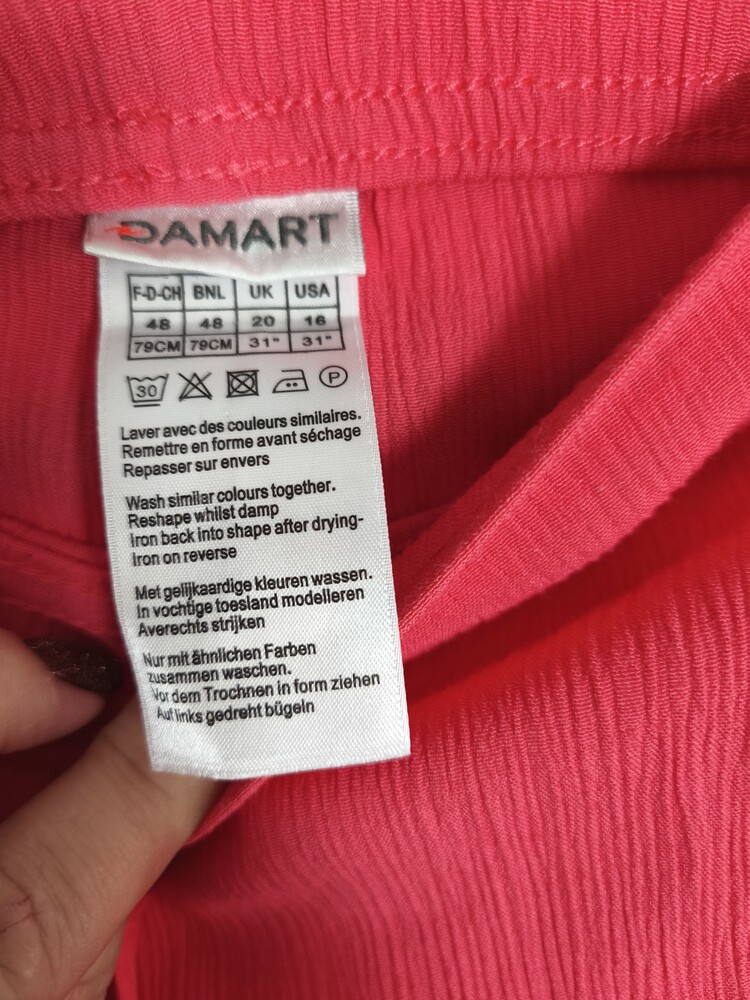 DAMART
F-D-CH BNL UK USA
48 48 20 16
79CM 79CM 31" 31"
30 P
Laver avec des couleurs similaires.
Remettre en forme avant séchage
Repasser sur envers
Wash similar colours together.
Reshape whilst damp
Iron back into shape after drying-
Iron on reverse
Met gelijkaardige kleuren wassen.
In vochtige toesland modelleren
Averechts strijken
Nur mit ähnlichen Farben
zusammen waschen.
Vor dem Trochnen in form ziehen
Auf links gedreht bügeln